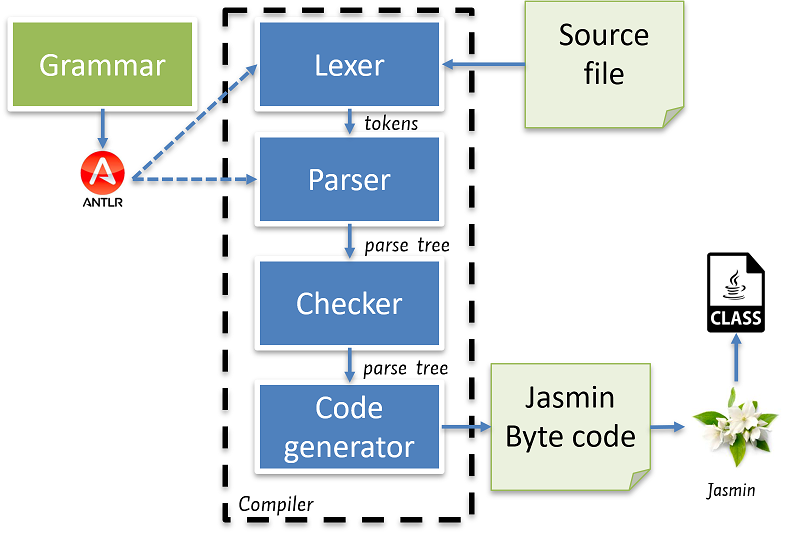 Grammar
ANTLR
Lexer
tokens
Parser
parse tree
Checker
parse tree
Code
generator
Compiler
Source
file
Jasmin
Byte code
CLASS
Jasmin